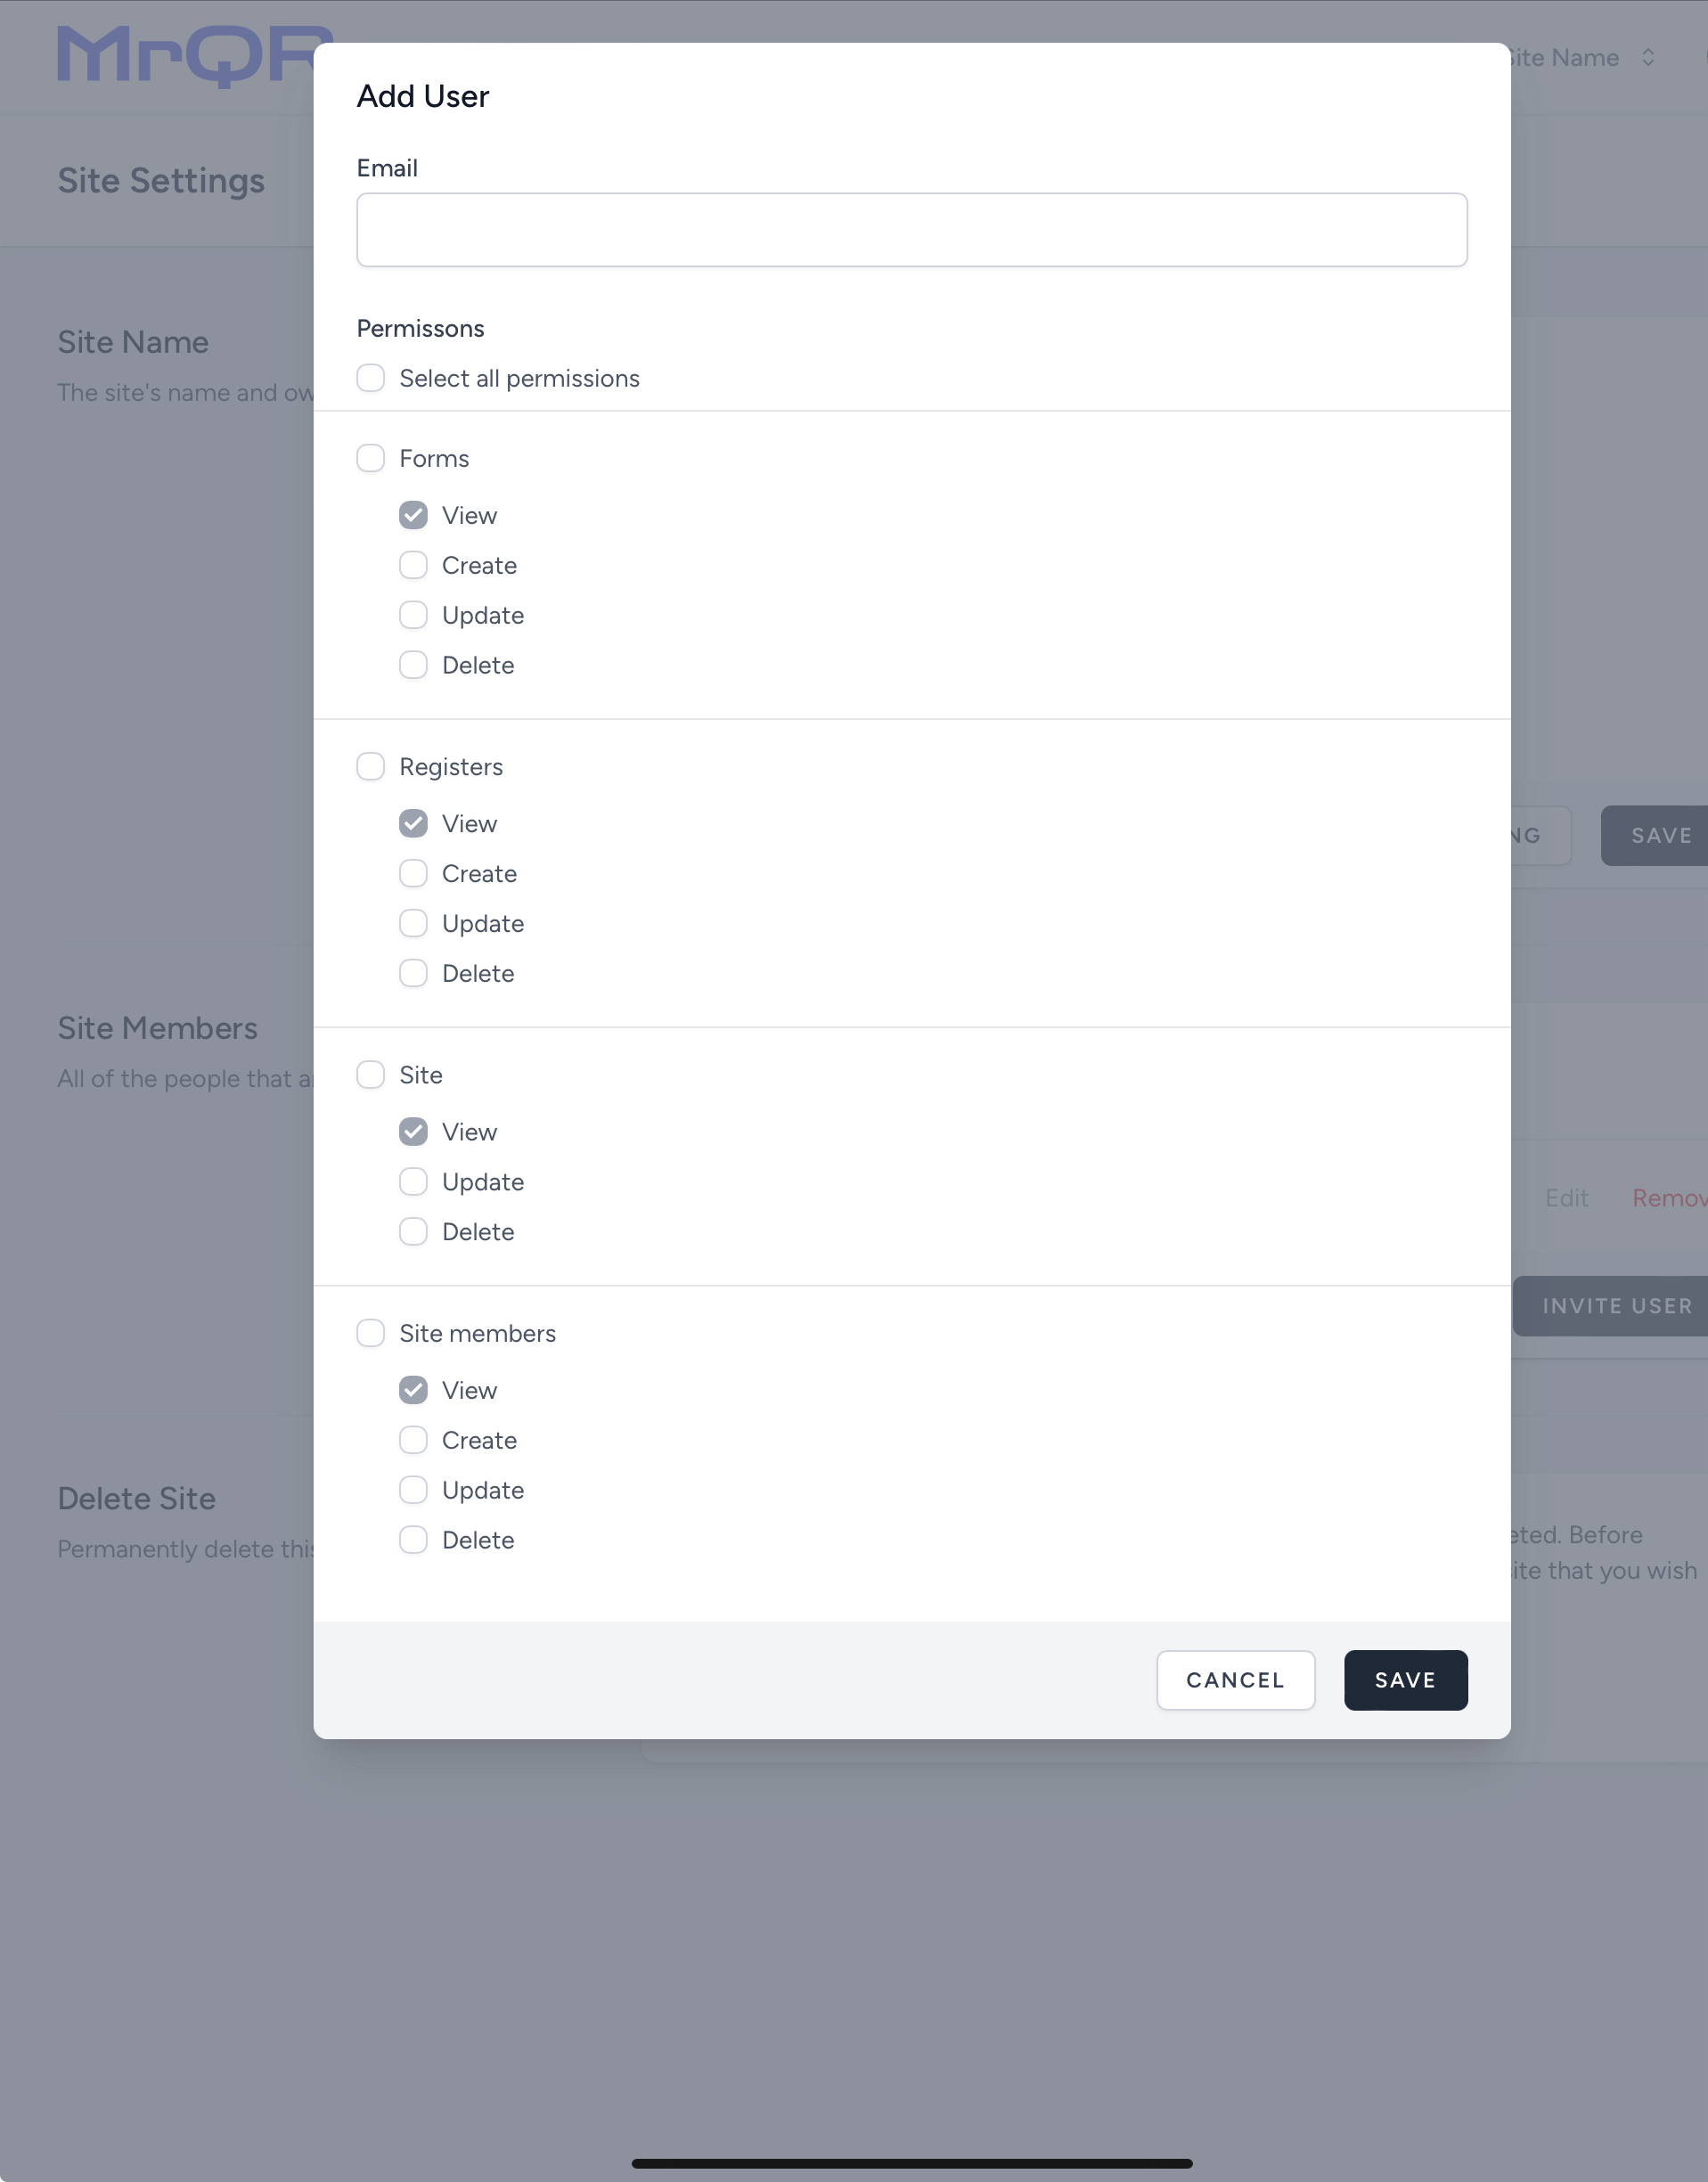 MrQR
Site Name
Site Settings
Site Name
The site's name and ow
NG
SAVE
Site Members
All of the people that a
Edit
Remov
INVITE USER
Delete Site
Permanently delete this
eted. Before
site that you wish
Add User
Email
Permissons
Select all permissions
Forms
View
Create
Update
Delete
Registers
View
Create
Update
Delete
Site
View
Update
Delete
Site members
View
Create
Update
Delete
CANCEL
SAVE